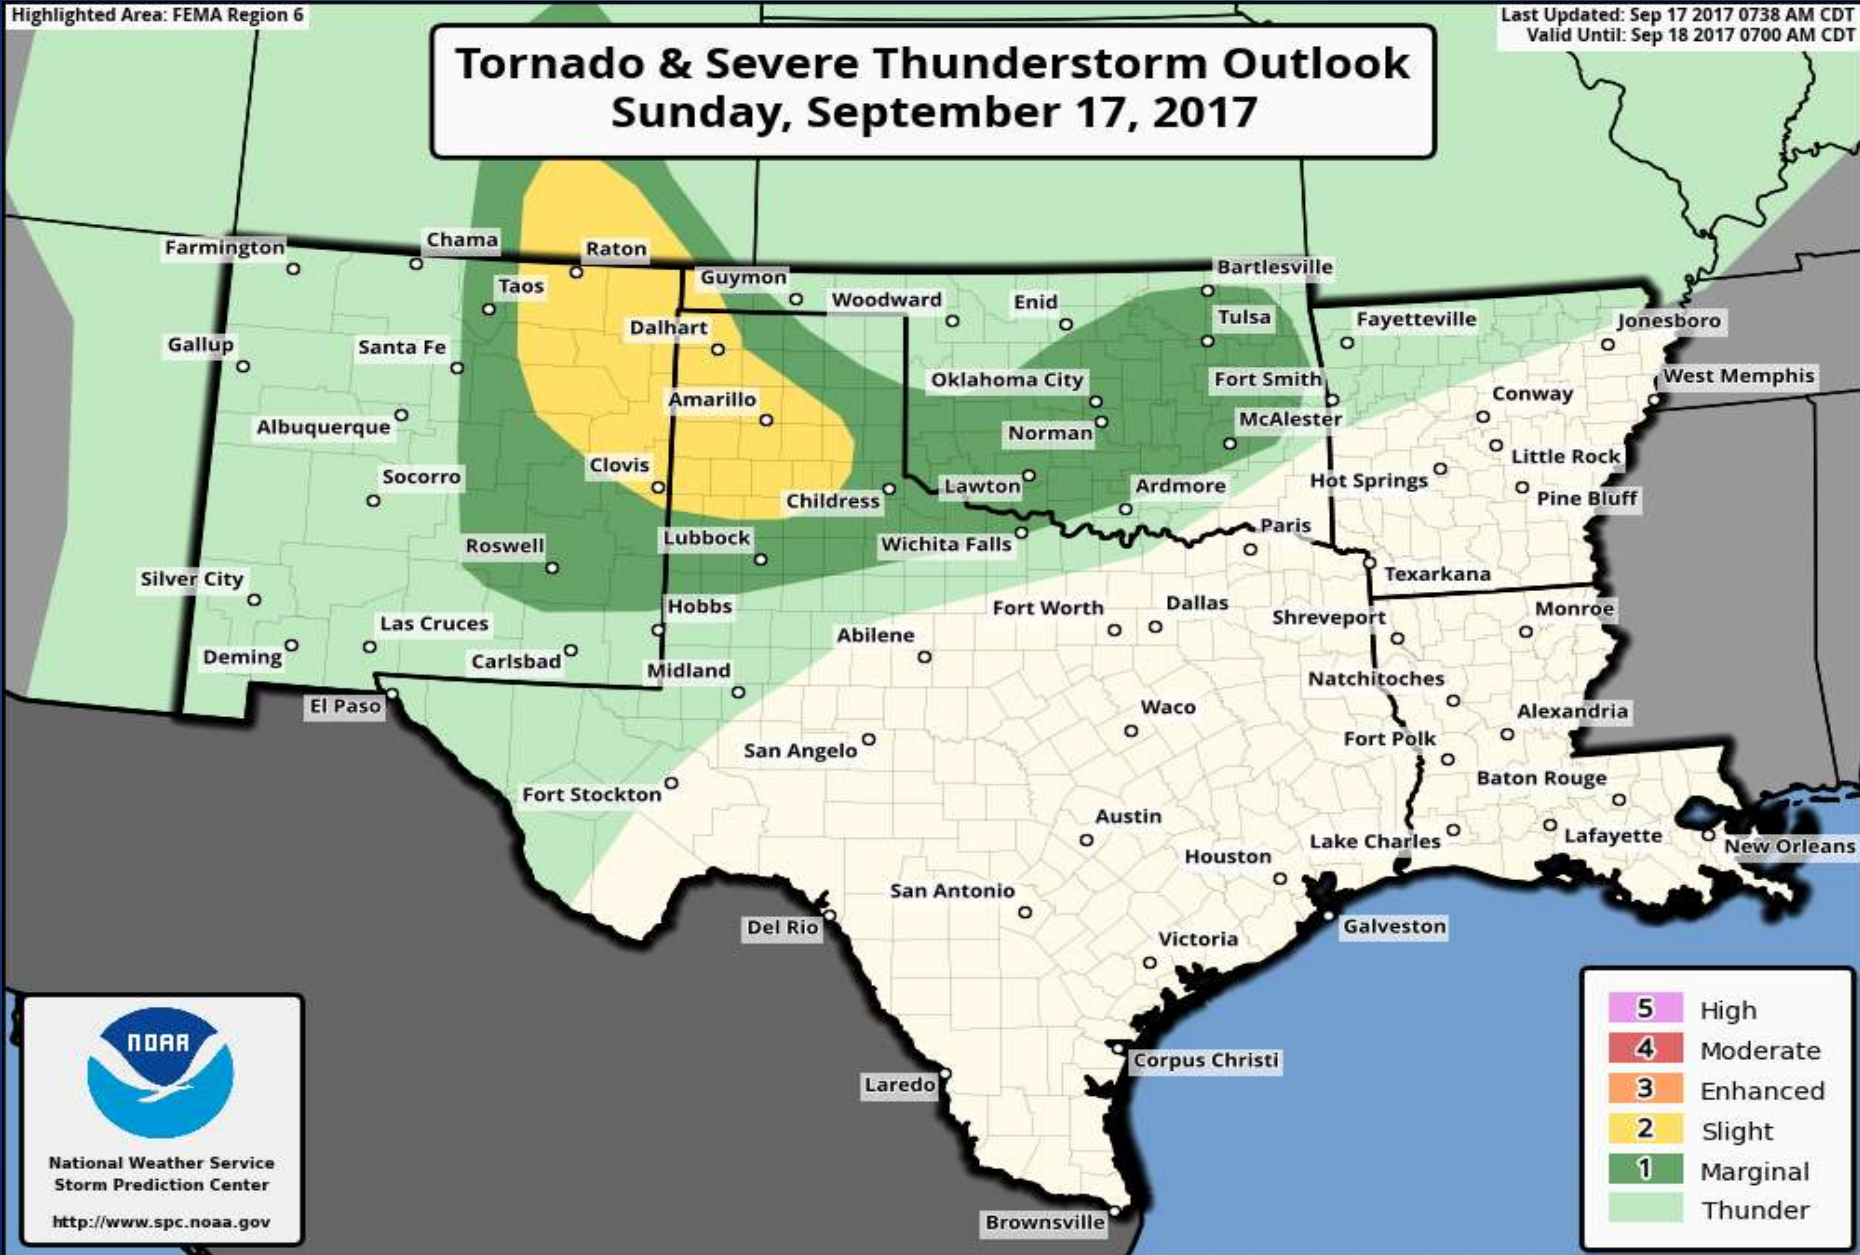 Highlighted Area: FEMA Region 6
Last Updated: Sep 17 2017 0738 AM CDT
Valid Until: Sep 18 2017 0700 AM CDT
Tornado & Severe Thunderstorm Outlook
Sunday, September 17, 2017
Farmington
Chama
Raton
Guymon
Bartlesville
Taos
Woodward
Enid
Tulsa
Fayetteville
Jonesboro
Dalhart
Gallup
Santa Fe
Oklahoma City
Fort Smith
West Memphis
Amarillo
Conway
Albuquerque
Norman
McAlester
Clovis
Little Rock
Socorro
Childress
Lawton
Ardmore
Hot Springs
Pine Bluff
Roswell
Lubbock
Wichita Falls
Paris
Silver City
Texarkana
Hobbs
Fort Worth
Dallas
Shreveport
Monroe
Las Cruces
Abilene
Deming
Carlsbad
Midland
Natchitoches
El Paso
Waco
Alexandria
San Angelo
Fort Polk
Fort Stockton
Baton Rouge
Austin
Lake Charles
Lafayette
New Orleans
Houston
San Antonio
Del Rio
Galveston
Victoria
Corpus Christi
Laredo
Brownsville
NOAA
National Weather Service
Storm Prediction Center
http://www.spc.noaa.gov
5 High
4 Moderate
3 Enhanced
2 Slight
1 Marginal
Thunder